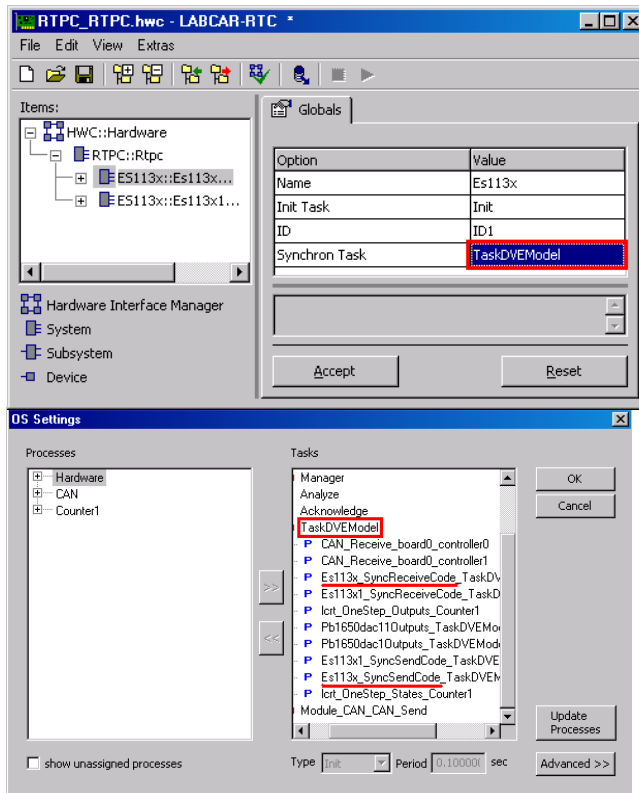 RTPC_RTPC.hwc - LABCAR-RTC *
File Edit View Extras
Items:
HWC::Hardware
RTPC::Rtpc
ES113x::Es113x...
ES113x::Es113x1...
Hardware Interface Manager
System
Subsystem
Device
Globals
Option Value
Name Es113x
Init Task Init
ID ID1
Synchron Task TaskDVEModel
Accept Reset
OS Settings
Processes
Hardware
CAN
Counter1
show unassigned processes
>>
<<
Tasks
Manager
Analyze
Acknowledge
TaskDVEModel
P CAN_Receive_board0_controller0
P CAN_Receive_board0_controller1
P Es113x_SyncReceiveCode_TaskDV
P Es113x1_SyncReceiveCode_TaskD
P lcrt_OneStep_Outputs_Counter1
P Pb1650dac11Outputs_TaskDVEMo
P Pb1650dac1Outputs_TaskDVEMode
P Es113x1_SyncSendCode_TaskDVE
P Es113x_SyncSendCode_TaskDVEM
P lcrt_OneStep_States_Counter1
Module_CAN_CAN_Send
Type Init Period 0.10000 sec
OK
Cancel
Update
Processes
Advanced >>